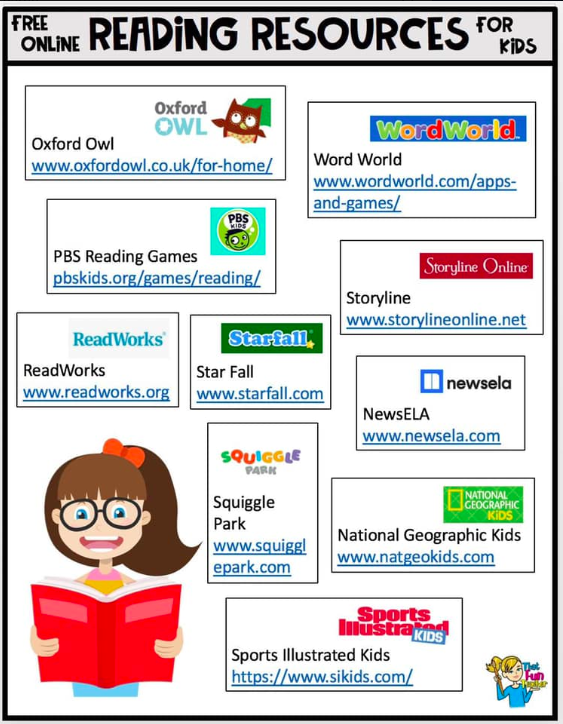 FREE
ONLiNE
READING RESOURCES
FOR
KiDS
Oxford
OWL
Oxford Owl
www.oxfordowl.co.uk/for-home/
WordWorld
Word World
www.wordworld.com/apps-
and-games/
PBS
KIDS
PBS Reading Games
pbskids.org/games/reading/
Storyline Online
Storyline
www.storylineonline.net
ReadWorks®
ReadWorks
www.readworks.org
Starfall
Star Fall
www.starfall.com
newsela
NewsELA
www.newsela.com
SQUIGGLE
PARK
Squiggle
Park
www.squiggl
epark.com
NATIONAL
GEOGRAPHIC
KiDS
National Geographic Kids
www.natgeokids.com
Sports
Illustrated
KIDS
Sports Illustrated Kids
https://www.sikids.com/
That
Fun